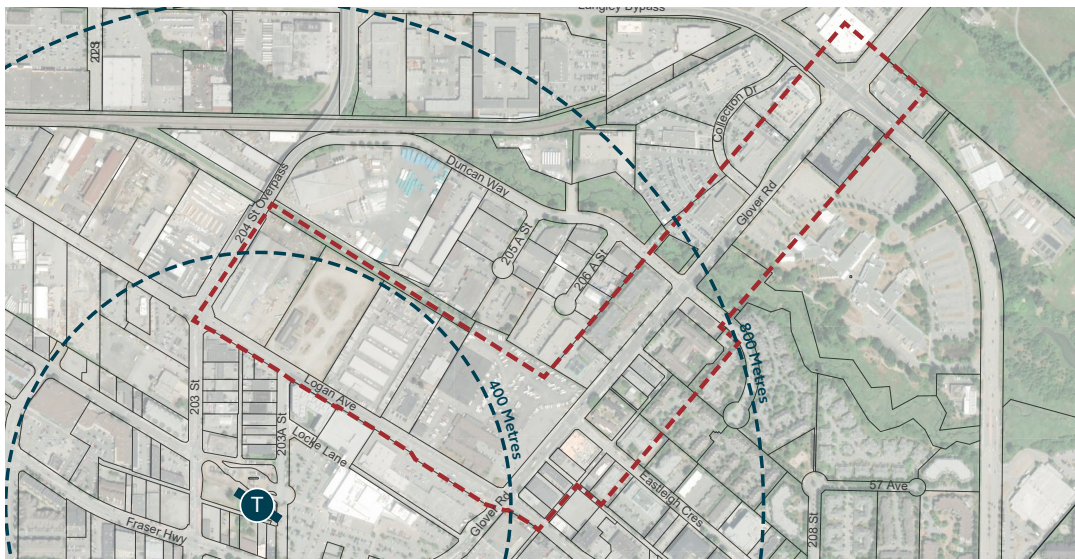 Langley Bypass
203
Collection Dr
Duncan Way
Glover Rd
204 St Overpass
205 A St
206 A St
800 Metres
400 Metres
Logan Ave
203 St
203A St
Locke Lane
T
Glover Rd
Eastleigh Cres
57 Ave
208 St
Fraser Hwy